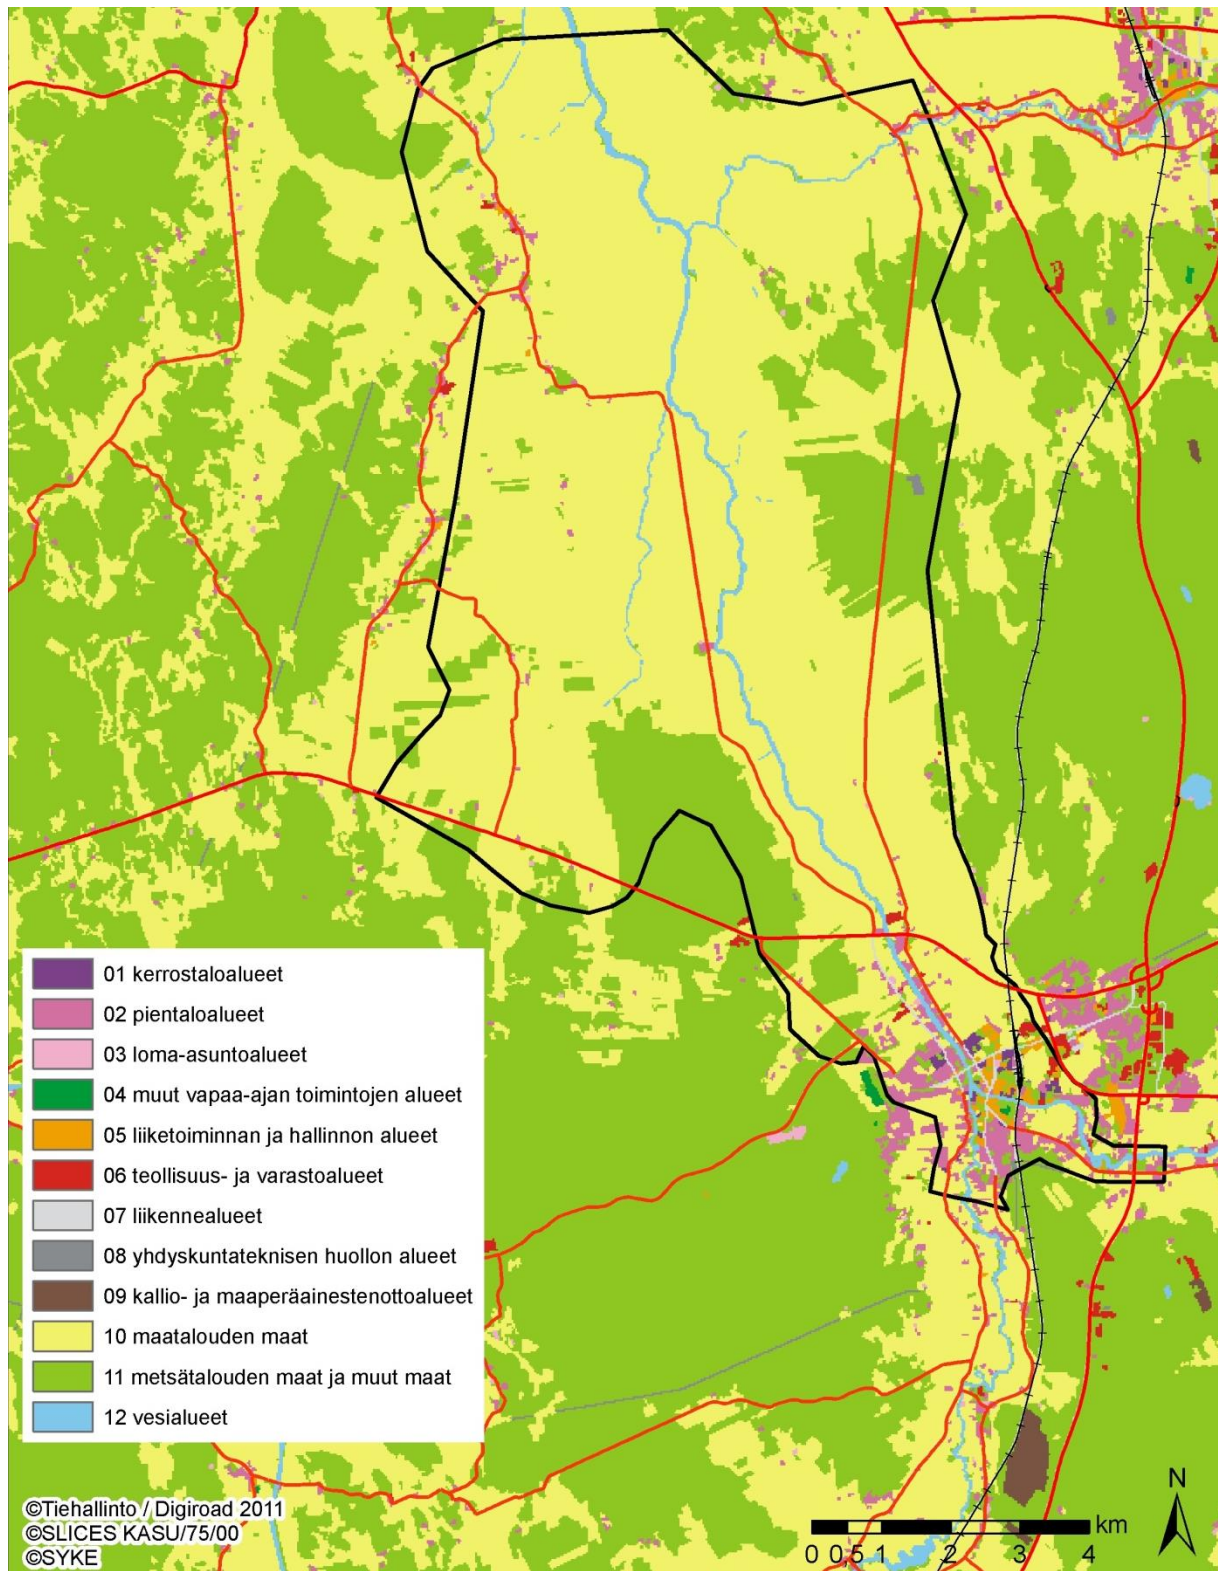 01 kerrostaloalueet
02 pientaloalueet
03 loma-asuntoalueet
04 muut vapaa-ajan toimintojen alueet
05 liiketoiminnan ja hallinnon alueet
06 teollisuus- ja varastoalueet
07 liikennealueet
08 yhdyskuntateknisen huollon alueet
09 kallio- ja maaperäainestenottoalueet
10 maatalouden maat
11 metsätalouden maat ja muut maat
12 vesialueet
©Tiehallinto / Digiroad 2011
©SLICES KASU/75/00
©SYKE
N
km
0 0,5 1 2 3 4